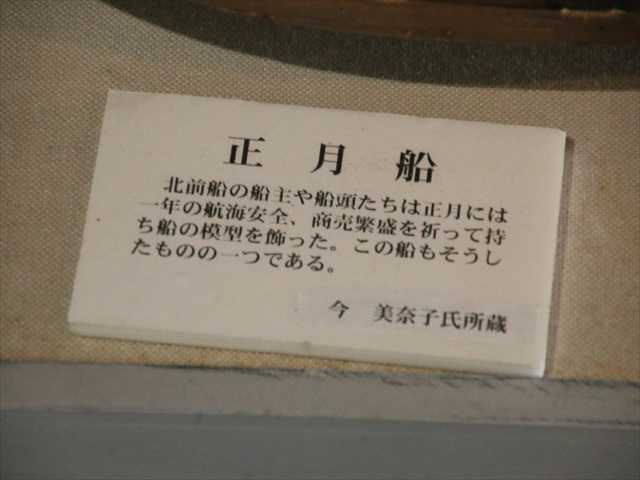 正月船
北前船の船主や船頭たちは正月には
一年の航海安全、商売繁盛を祈って持
ち船の模型を飾った。この船もそうし
たものの一つである。
今 美奈子氏所蔵